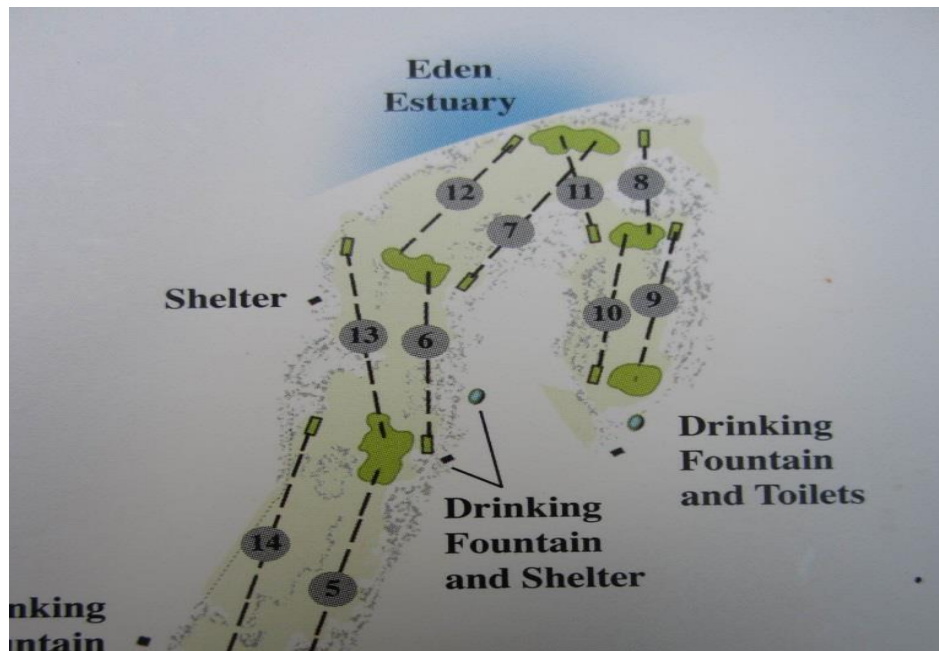 Eden
Estuary
12
11
8
7
Shelter
13
6
10
9
Drinking
Fountain
and Toilets
Drinking
Fountain
and Shelter
14
5
nking
ntain